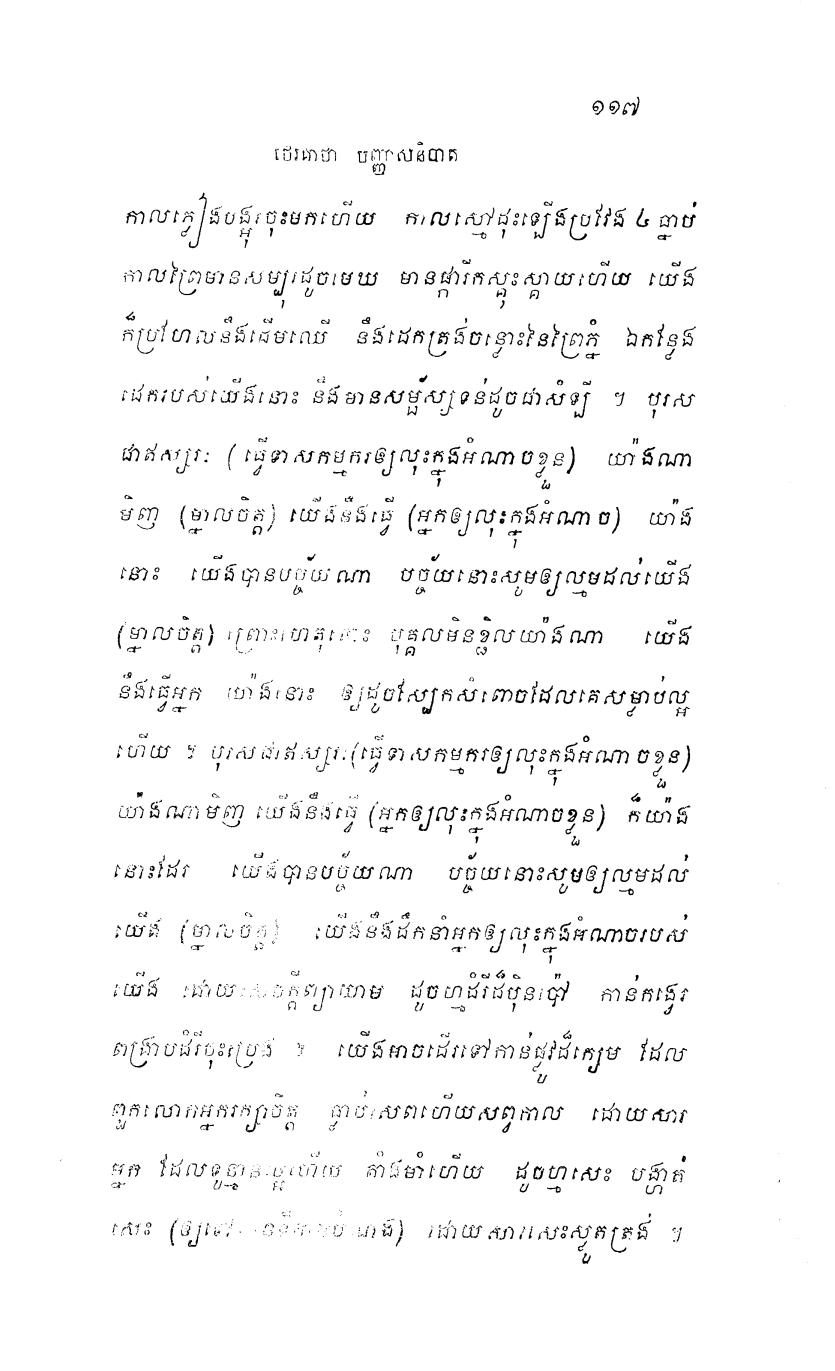 ១១៧
ថេរគាថា បញ្ញាសនិបាត
កាលភ្លៀងបង្អុរចុះមកហើយ កាលស្មៅដុះឡើងប្រវែង ៤ ធ្នាប់
កាលព្រៃមានសម្បុរដូចមេឃ មានផ្ការីកស្គុះស្គាយហើយ យើង
ក៏ប្រហែលនឹងដើមឈើ នឹងដេកត្រង់ចន្លោះនៃព្រៃភ្នំ ឯកន្លែង
ដេករបស់យើងនោះ នឹងមានសម្ផ័ស្សទន់ដូចជាសំឡី ។ បុរស
ជាឥស្សរៈ (ធ្វើទាសកម្មករឲ្យលុះក្នុងអំណាចខ្លួន) យ៉ាងណា
មិញ (ម្នាលចិត្ត) យើងនឹងធ្វើ (អ្នកឲ្យលុះក្នុងអំណាច) យ៉ាង
នោះ យើងបានបច្ច័យណា បច្ច័យនោះសូមឲ្យល្មមដល់យើង
(ម្នាលចិត្ត) ព្រោះហេតុនោះ បុគ្គលមិនខ្ជិលយ៉ាងណា យើង
នឹងធ្វើអ្នក យ៉ាងនោះ ឲ្យដូចស្បែកសំពោចដែលគេសម្លាប់ល្អ
ហើយ ។ បុរសជាឥស្សរៈ(ធ្វើទាសកម្មករឲ្យលុះក្នុងអំណាចខ្លួន)
យ៉ាងណាមិញ យើងនឹងធ្វើ (អ្នកឲ្យលុះក្នុងអំណាចខ្លួន) ក៏យ៉ាង
នោះដែរ យើងបានបច្ច័យណា បច្ច័យនោះសូមឲ្យល្មមដល់
យើង (ម្នាលចិត្ត) យើងនឹងដឹកនាំអ្នកឲ្យលុះក្នុងអំណាចរបស់
យើង ដោយសេចក្តីព្យាយាម ដូចហ្មដំរីដ៏ប៉ិនប៉ៅ កាន់កង្វេរ
ពង្រាបដំរីចុះប្រេង ។ យើងអាចដើរទៅកាន់ផ្លូវដ៏ក្សេម ដែល
ពួកលោកអ្នករក្សាចិត្ត ធ្លាប់សេពហើយសព្វកាល ដោយសារ
អ្នក ដែលទូន្មានល្អហើយ តាំងមាំហើយ ដូចហ្មសេះ បង្ហាត់
សេះ (ឲ្យទៅ) ដោយសារសេះស្លូតត្រង់ ។